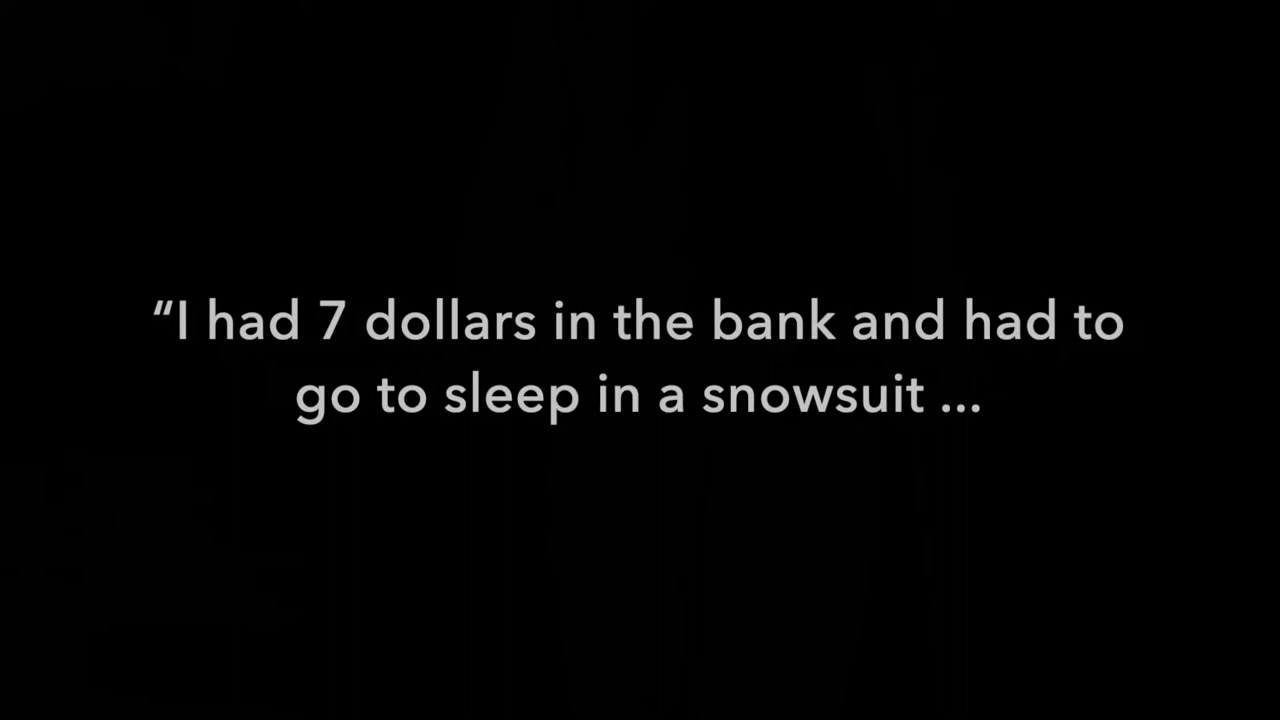 “I had 7 dollars in the bank and had to
go to sleep in a snowsuit ...